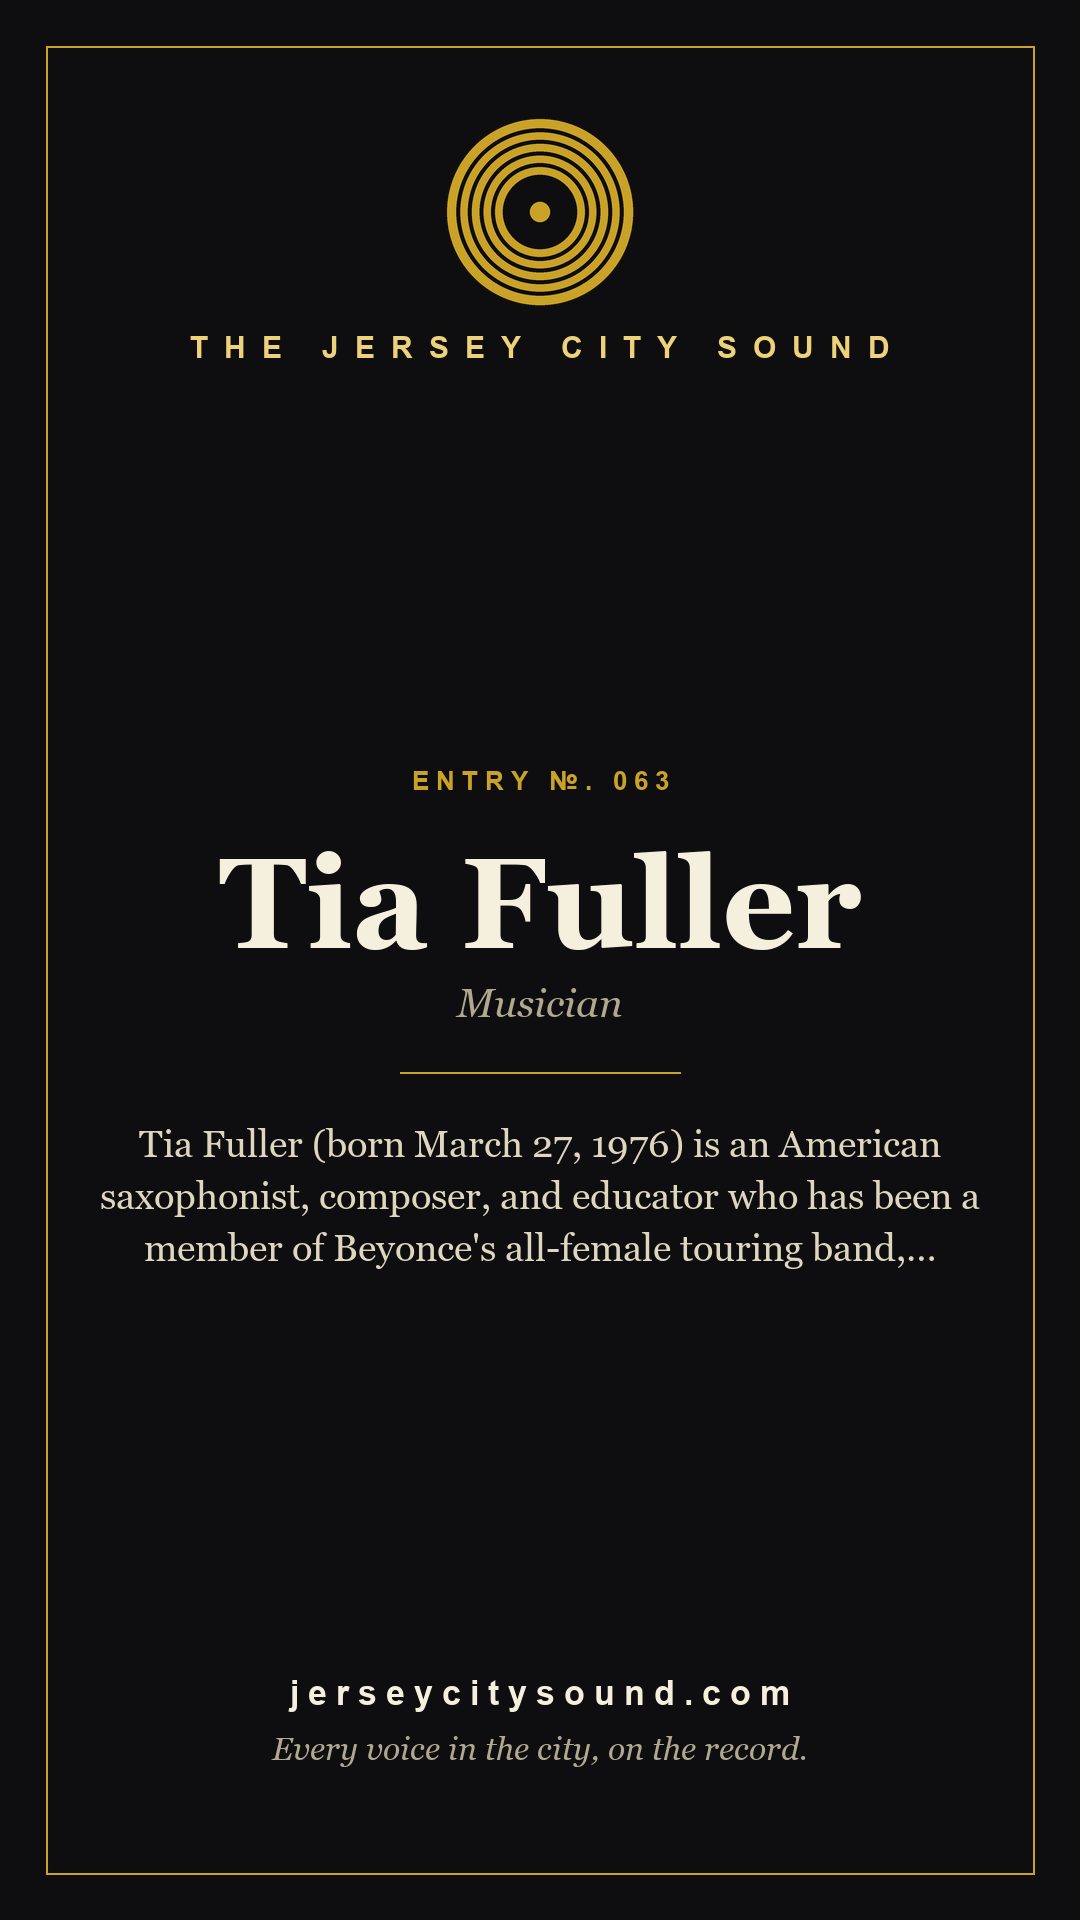 THE JERSEY CITY SOUND
ENTRY №. 063
Tia Fuller
Musician
Tia Fuller (born March 27, 1976) is an American
saxophonist, composer, and educator who has been a
member of Beyonce's all-female touring band,...
jerseycitysound.com
Every voice in the city, on the record.